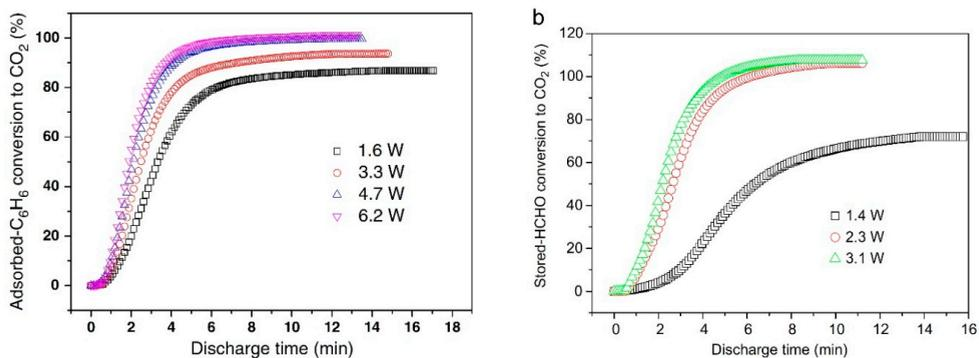 Adsorbed-C₆H₆ conversion to CO₂ (%)
100
80
60
40
20
0
1.6 W
3.3 W
4.7 W
6.2 W
0 2 4 6 8 10 12 14 16 18
Discharge time (min)
b
Stored-HCHO conversion to CO₂ (%)
120
100
80
60
40
20
0
1.4 W
2.3 W
3.1 W
0 2 4 6 8 10 12 14 16
Discharge time (min)